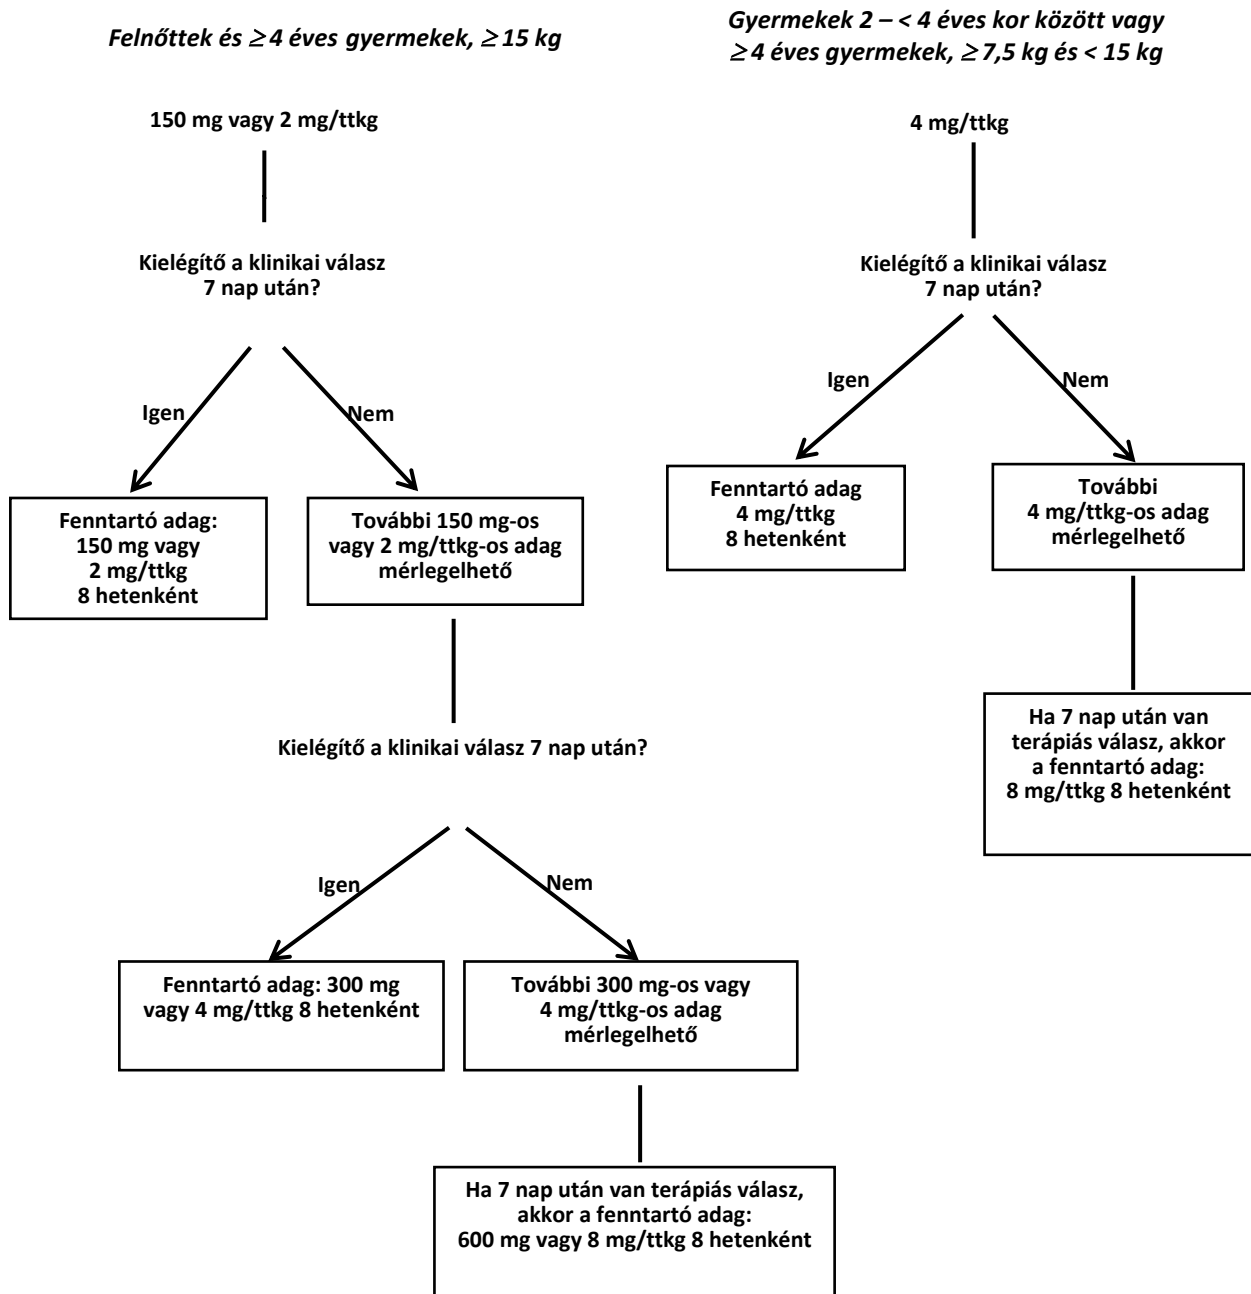 Felnőttek és ≥ 4 éves gyermekek, ≥ 15 kg
150 mg vagy 2 mg/ttkg
Kielégítő a klinikai válasz
7 nap után?
Igen
Nem
Fenntartó adag:
150 mg vagy
2 mg/ttkg
8 hetenként
További 150 mg-os
vagy 2 mg/ttkg-os adag
mérlegelhető
Kielégítő a klinikai válasz 7 nap után?
Igen
Nem
Fenntartó adag: 300 mg
vagy 4 mg/ttkg 8 hetenként
További 300 mg-os vagy
4 mg/ttkg-os adag
mérlegelhető
Ha 7 nap után van terápiás válasz,
akkor a fenntartó adag:
600 mg vagy 8 mg/ttkg 8 hetenként
Gyermekek 2 – < 4 éves kor között vagy
≥ 4 éves gyermekek, ≥ 7,5 kg és < 15 kg
4 mg/ttkg
Kielégítő a klinikai válasz
7 nap után?
Igen
Nem
Fenntartó adag
4 mg/ttkg
8 hetenként
További
4 mg/ttkg-os adag
mérlegelhető
Ha 7 nap után van
terápiás válasz, akkor
a fenntartó adag:
8 mg/ttkg 8 hetenként